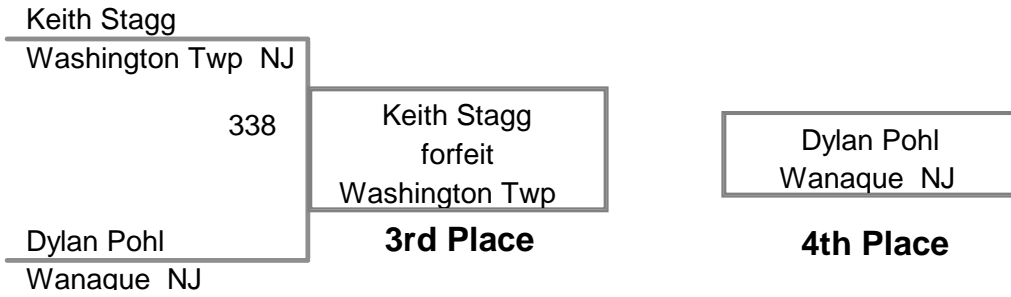 Keith Stagg
Washington Twp  NJ
338
Keith Stagg
forfeit
Washington Twp
3rd Place
Dylan Pohl
Wanaque  NJ
4th Place
Dylan Pohl
Wanaque  NJ